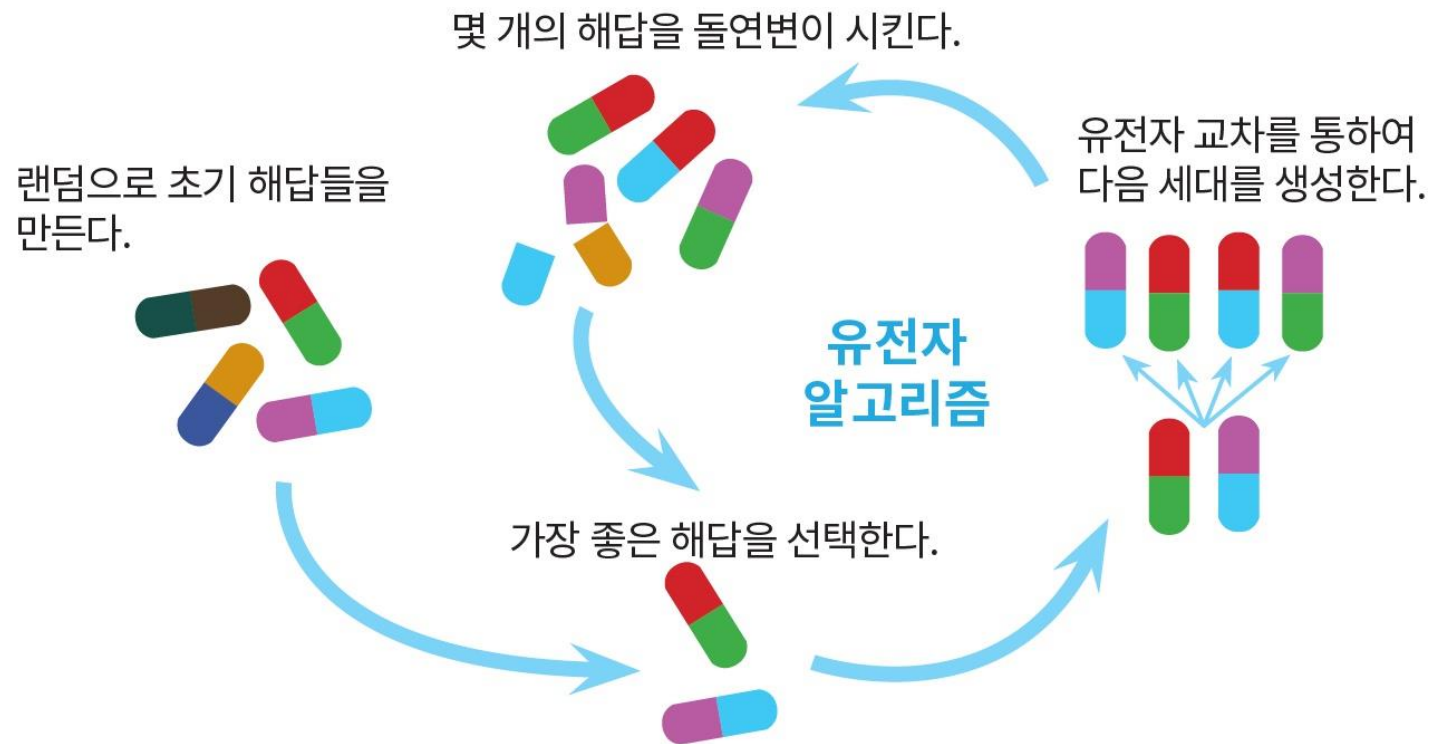 몇 개의 해답을 돌연변이 시킨다.
유전자 교차를 통하여
다음 세대를 생성한다.
랜덤으로 초기 해답들을
만든다.
유전자
알고리즘
가장 좋은 해답을 선택한다.